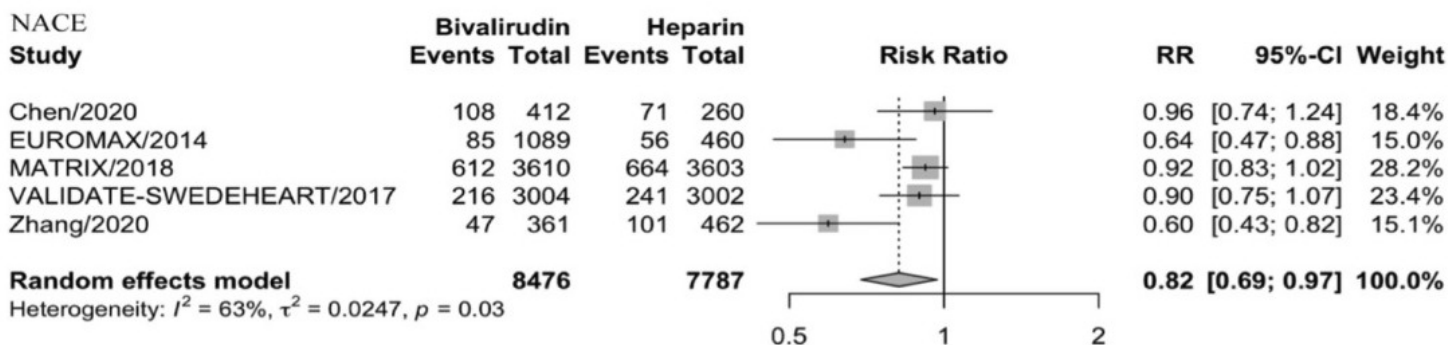 NACE Bivalirudin Heparin
Study Events Total Events Total Risk Ratio RR 95%-CI Weight
Chen/2020 108 412 71 260 0.96 [0.74; 1.24] 18.4%
EUROMAX/2014 85 1089 56 460 0.64 [0.47; 0.88] 15.0%
MATRIX/2018 612 3610 664 3603 0.92 [0.83; 1.02] 28.2%
VALIDATE-SWEDEHEART/2017 216 3004 241 3002 0.90 [0.75; 1.07] 23.4%
Zhang/2020 47 361 101 462 0.60 [0.43; 0.82] 15.1%
Random effects model 8476 7787 0.82 [0.69; 0.97] 100.0%
Heterogeneity: I² = 63%, τ² = 0.0247, p = 0.03
0.5 1 2